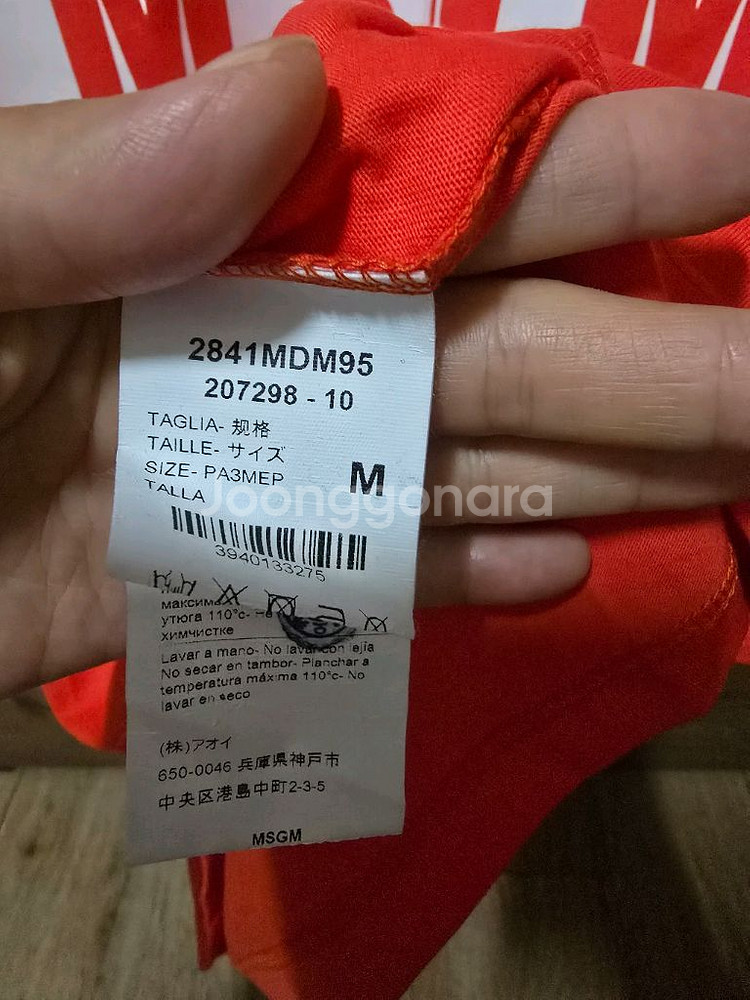 2841MDM95
207298 - 10
TAGLIA- 规格
TAILLE- サイズ
SIZE- РАЗМЕР
TALLA
M
Joonggonara
3940133275
максима
утюга 110°c- Не
химчистке
Lavar a mano- No lavar con lejía
No secar en tambor- Planchar a
temperatura máxima 110°c- No
lavar en seco
(株)アオイ
650-0046 兵庫県神戸市
中央区港島中町2-3-5
MSGM